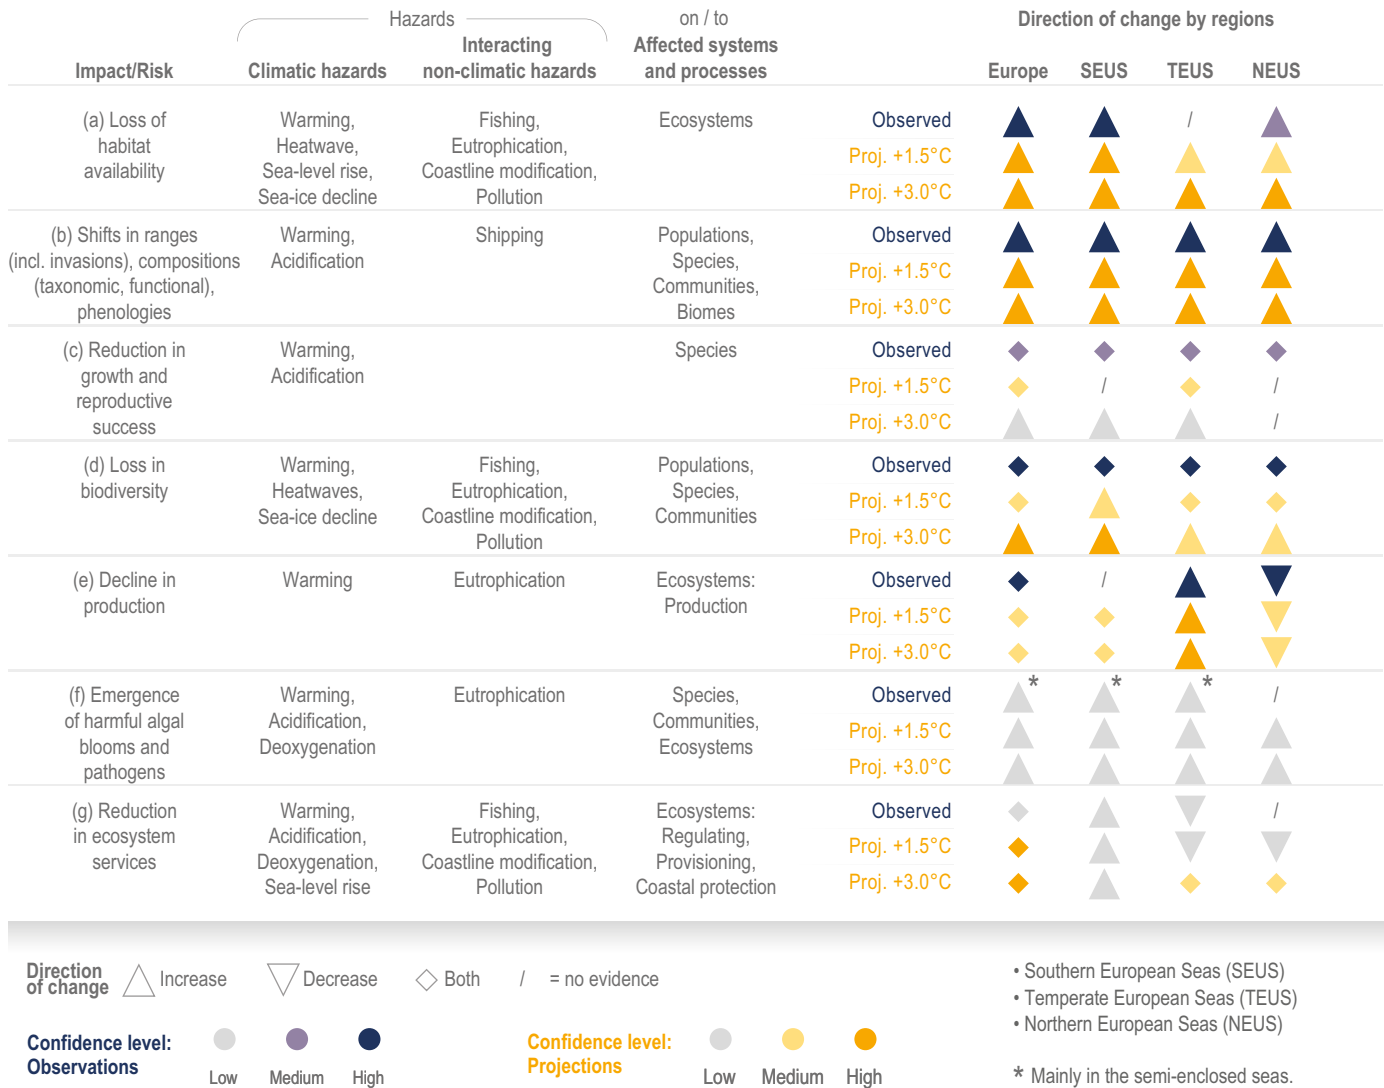 Hazards
on / to
Direction of change by regions
Interacting
Affected systems
Impact/Risk
Climatic hazards
non-climatic hazards
and processes
Europe SEUS TEUS NEUS
(a) Loss of
habitat
availability
Warming,
Heatwave,
Sea-level rise,
Sea-ice decline
Fishing,
Eutrophication,
Coastline modification,
Pollution
Ecosystems
Observed /
Proj. +1.5°C
Proj. +3.0°C
(b) Shifts in ranges
(incl. invasions), compositions
(taxonomic, functional),
phenologies
Warming,
Acidification
Shipping
Populations,
Species,
Communities,
Biomes
Observed
Proj. +1.5°C
Proj. +3.0°C
(c) Reduction in
growth and
reproductive
success
Warming,
Acidification
Species
Observed
Proj. +1.5°C / /
Proj. +3.0°C /
(d) Loss in
biodiversity
Warming,
Heatwaves,
Sea-ice decline
Fishing,
Eutrophication,
Coastline modification,
Pollution
Populations,
Species,
Communities
Observed
Proj. +1.5°C
Proj. +3.0°C
(e) Decline in
production
Warming
Eutrophication
Ecosystems:
Production
Observed /
Proj. +1.5°C
Proj. +3.0°C
(f) Emergence
of harmful algal
blooms and
pathogens
Warming,
Acidification,
Deoxygenation
Eutrophication
Species,
Communities,
Ecosystems
Observed * * * /
Proj. +1.5°C
Proj. +3.0°C
(g) Reduction
in ecosystem
services
Warming,
Acidification,
Deoxygenation,
Sea-level rise
Fishing,
Eutrophication,
Coastline modification,
Pollution
Ecosystems:
Regulating,
Provisioning,
Coastal protection
Observed /
Proj. +1.5°C
Proj. +3.0°C
Direction
of change
Increase
Decrease
Both
/ = no evidence
Confidence level:
Observations
Low Medium High
Confidence level:
Projections
Low Medium High
• Southern European Seas (SEUS)
• Temperate European Seas (TEUS)
• Northern European Seas (NEUS)
* Mainly in the semi-enclosed seas.